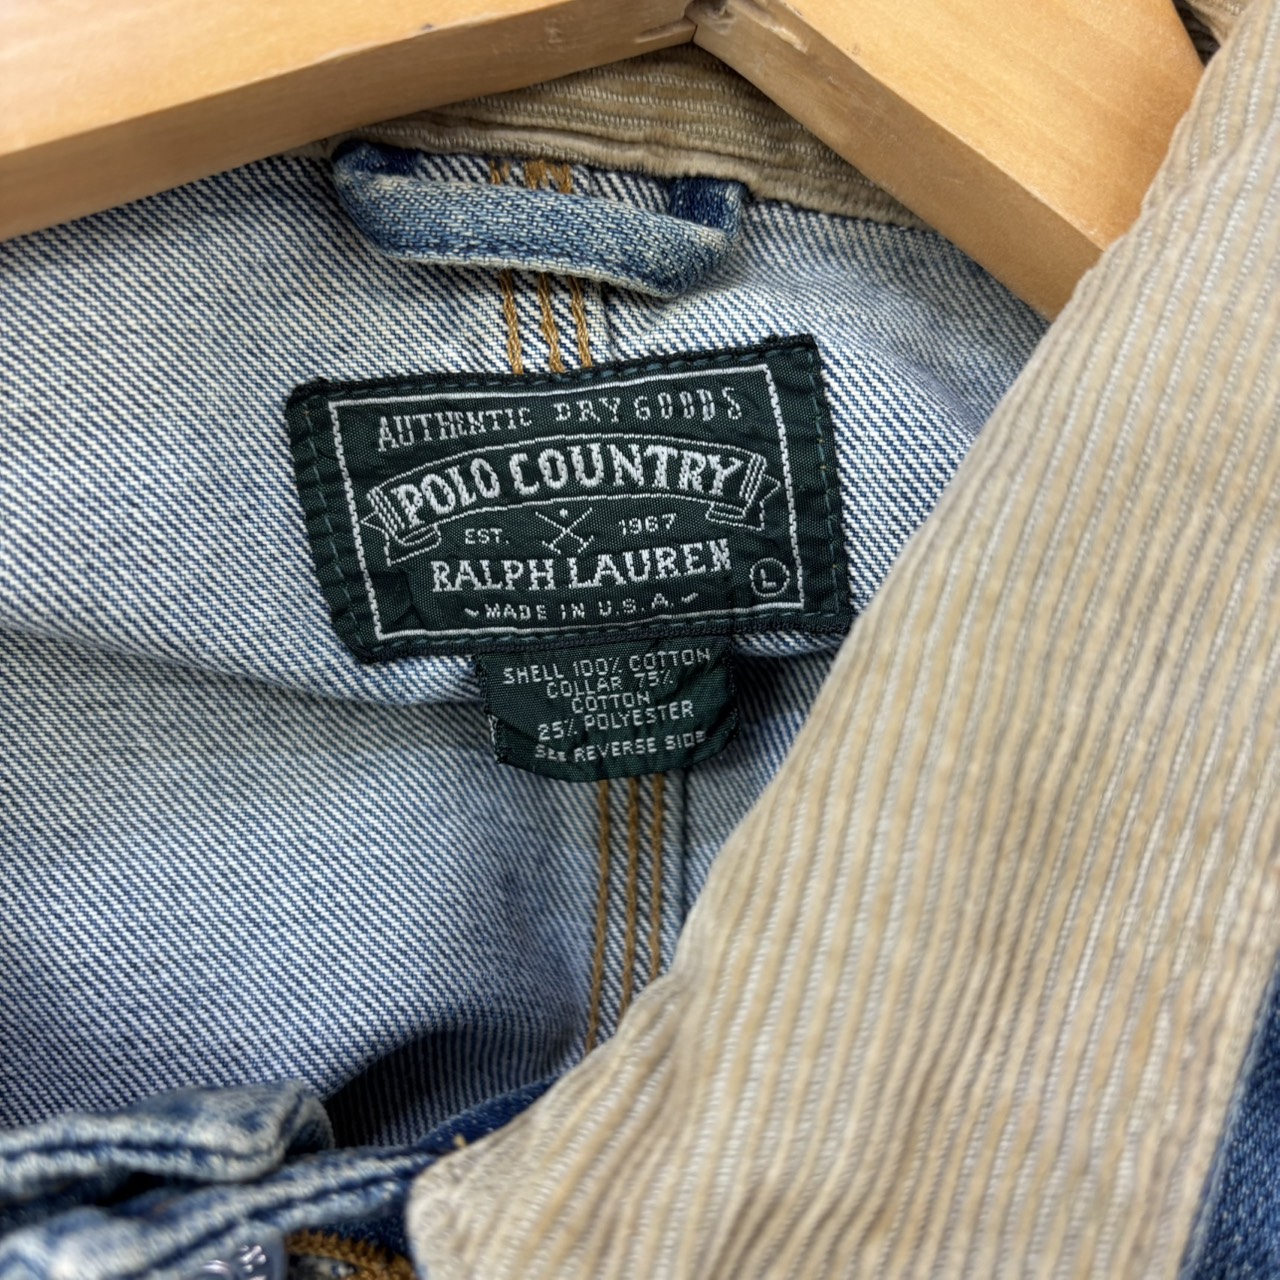 AUTHENTIC DRY GOODS
POLO COUNTRY
EST. 1967
RALPH LAUREN L
MADE IN U.S.A.
SHELL 100% COTTON
COLLAR 75%
COTTON
25% POLYESTER
SEE REVERSE SIDE